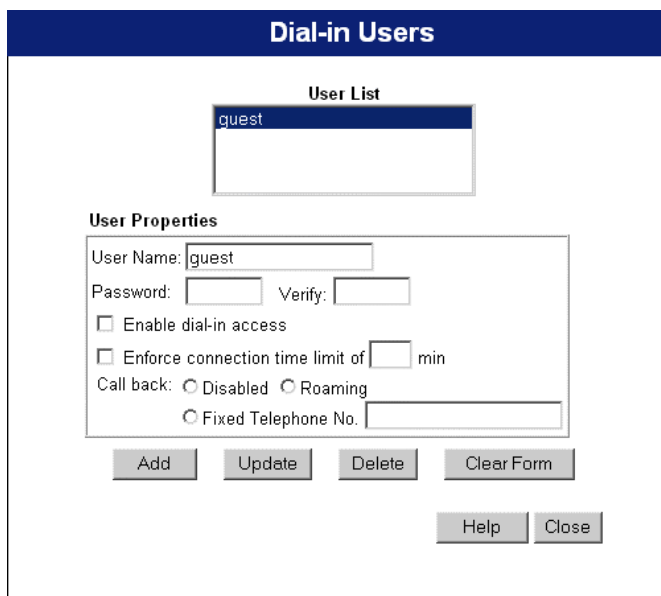 Dial-in Users
User List
guest
User Properties
User Name: guest
Password: Verify:
Enable dial-in access
Enforce connection time limit of min
Call back: Disabled Roaming
Fixed Telephone No.
Add Update Delete Clear Form
Help Close